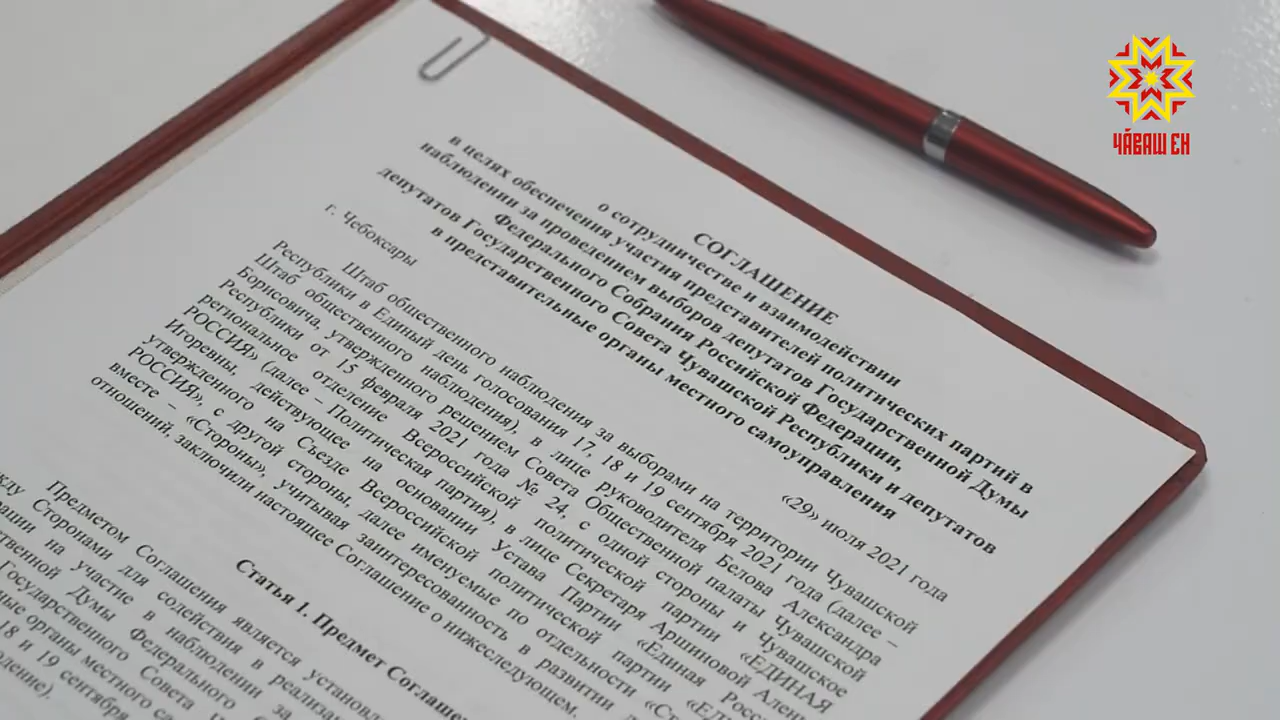 ЧӐВАШ ЕН
СОГЛАШЕНИЕ
о сотрудничестве и взаимодействии
в целях обеспечения участия представителей политических партий в
наблюдении за проведением выборов депутатов Государственной Думы
Федерального Собрания Российской Федерации,
депутатов Государственного Совета Чувашской Республики и депутатов
в представительные органы местного самоуправления
г. Чебоксары
«29» июля 2021 года
Штаб общественного наблюдения за выборами на территории Чувашской
Республики в Единый день голосования 17, 18 и 19 сентября 2021 года (далее –
Штаб общественного наблюдения), в лице руководителя Белова Александра
Борисовича, утвержденного решением Совета Общественной палаты Чувашской
Республики от 15 февраля 2021 года № 24, с одной стороны и Чувашское
региональное отделение Всероссийской политической партии «ЕДИНАЯ
РОССИЯ» (далее – Политическая партия), в лице Секретаря Аршиновой Алены
Игоревны, действующее на основании Устава Партии «Единая
утвержденного на Съезде Всероссийской политической партии
РОССИЯ», с другой стороны, далее именуемые по отдельности
вместе – «Стороны», учитывая заинтересованность в развитии
отношений, заключили настоящее Соглашение о нижеследующем.
Статья 1. Предмет
Предметом Соглашения является
Сторонами для содействия в
на участие в наблюдении за
Думы Федерального
Государственного Совета
органы местного
18 и 19 сентября